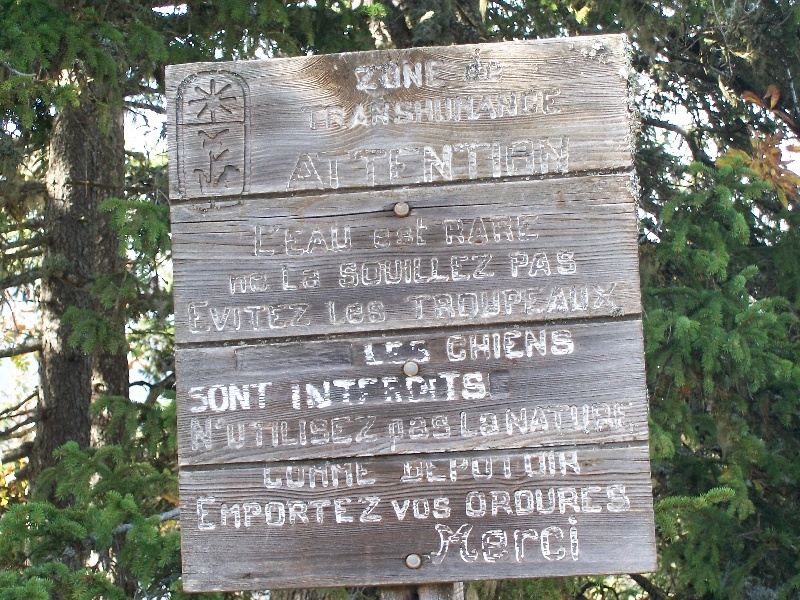 ZONE de
TRANSHUMANCE
ATTENTION
L'EAU est RARE
ne La SOUILLEZ PAS
EVITEZ les TROUPEAUX
LES CHIENS
SONT INTERDITS
N'UTILISEZ pas La NATURE
COMME DEPOTOIR
EMPORTEZ VOS ORDURES
Merci